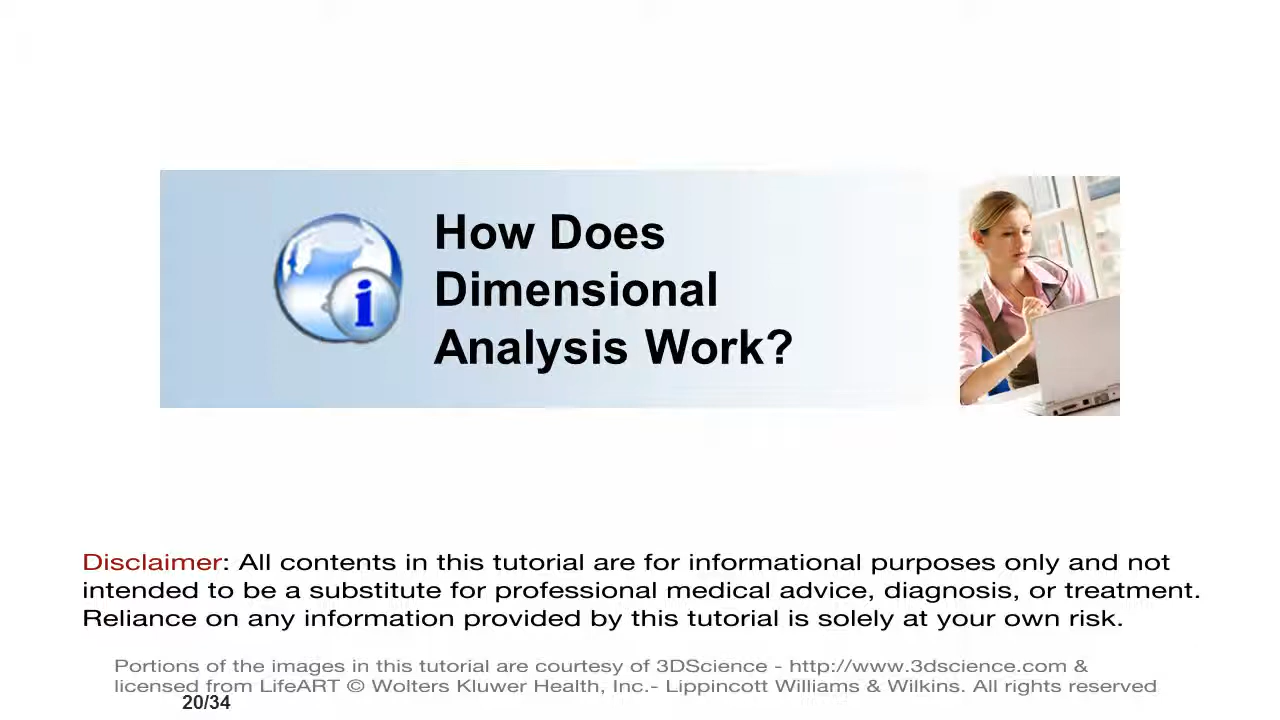 How Does
Dimensional
Analysis Work?
i
Disclaimer: All contents in this tutorial are for informational purposes only and not
intended to be a substitute for professional medical advice, diagnosis, or treatment.
Reliance on any information provided by this tutorial is solely at your own risk.
Portions of the images in this tutorial are courtesy of 3DScience - http://www.3dscience.com &
licensed from LifeART © Wolters Kluwer Health, Inc.- Lippincott Williams & Wilkins. All rights reserved
20/34